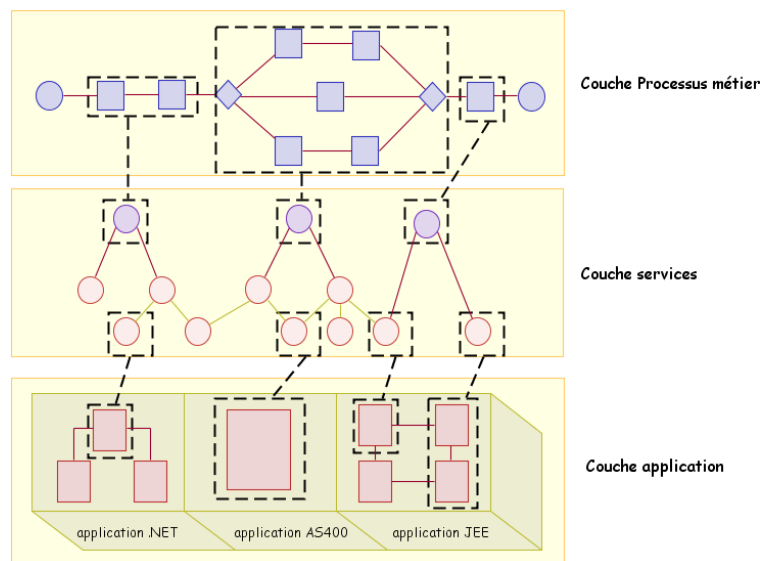 Couche Processus métier
Couche services
Couche application
application .NET
application AS400
application JEE